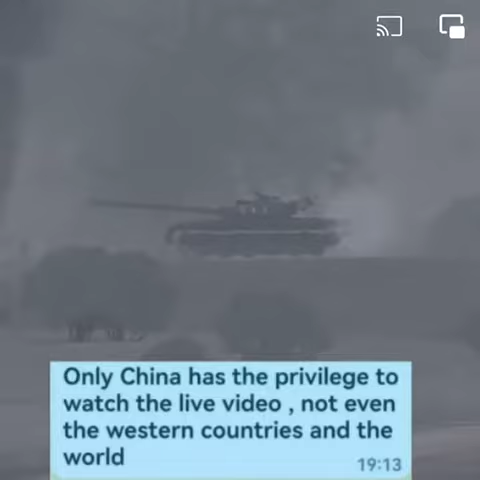 Only China has the privilege to
watch the live video , not even
the western countries and the
world
19:13